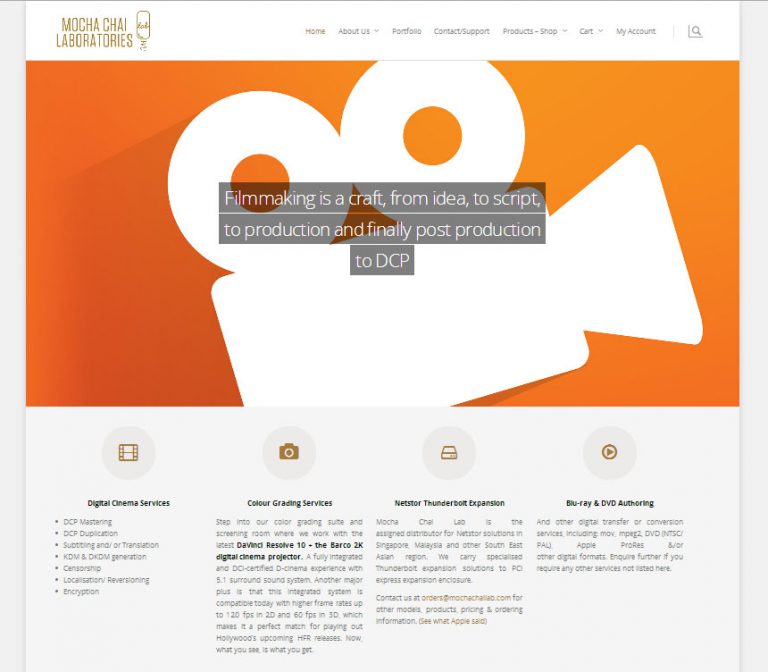 MOCHA CHAI
LABORATORIES
lab
Home About Us Portfolio Contact/Support Products – Shop Cart My Account
Filmmaking is a craft, from idea, to script,
to production and finally post production
to DCP
Digital Cinema Services
DCP Mastering
DCP Duplication
Subtitling and/ or Translation
KDM & DKDM generation
Censorship
Localisation/ Reversioning
Encryption
Colour Grading Services
Step into our color grading suite and
screening room where we work with the
latest DaVinci Resolve 10 – the Barco 2K
digital cinema projector. A fully integrated
and DCI-certified D-cinema experience with
5.1 surround sound system. Another major
plus is that this integrated system is
compatible today with higher frame rates up
to 120 fps in 2D and 60 fps in 3D, which
makes it a perfect match for playing out
Hollywood's upcoming HFR releases. Now,
what you see, is what you get.
Netstor Thunderbolt Expansion
Mocha Chai Lab is the
assigned distributor for Netstor solutions in
Singapore, Malaysia and other South East
Asian region. We carry specialised
Thunderbolt expansion solutions to PCI
express expansion enclosure.
Contact us at orders@mochachailab.com for
other models, products, pricing & ordering
information. (See what Apple said)
Blu-ray & DVD Authoring
And other digital transfer or conversion
services, including: mov, mpeg2, DVD (NTSC/
PAL), Apple ProRes &/or
other digital formats. Enquire further if you
require any other services not listed here.